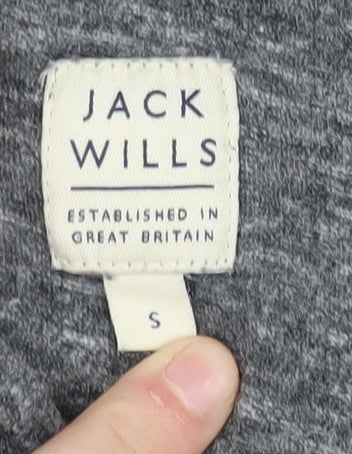 JACK
WILLS
ESTABLISHED IN
GREAT BRITAIN
S